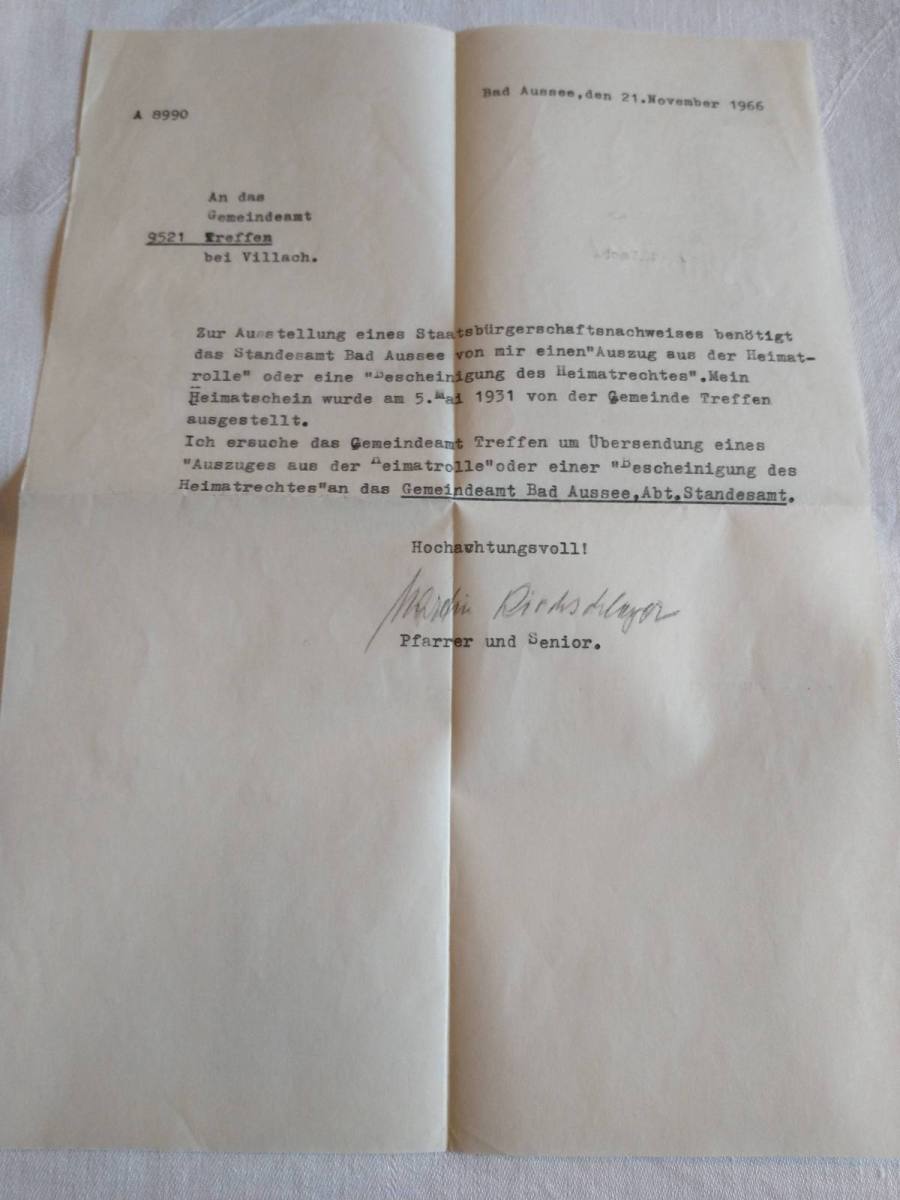 Bad Aussee,den 21.November 1966
A 8990
An das
Gemeindeamt
9521 Treffen
bei Villach.
Zur Ausstellung eines Staatsbürgerschaftsnachweises benötigt
das Standesamt Bad Aussee von mir einen"Auszug aus der Heimat-
rolle" oder eine "Bescheinigung des Heimatrechtes".Mein
Heimatschein wurde am 5.Mai 1931 von der Gemeinde Treffen
ausgestellt.
Ich ersuche das Gemeindeamt Treffen um Übersendung eines
"Auszuges aus der Heimatrolle"oder einer "Bescheinigung des
Heimatrechtes"an das Gemeindeamt Bad Aussee,Abt.Standesamt.
Hochachtungsvoll!
Martin
Pfarrer und Senior.